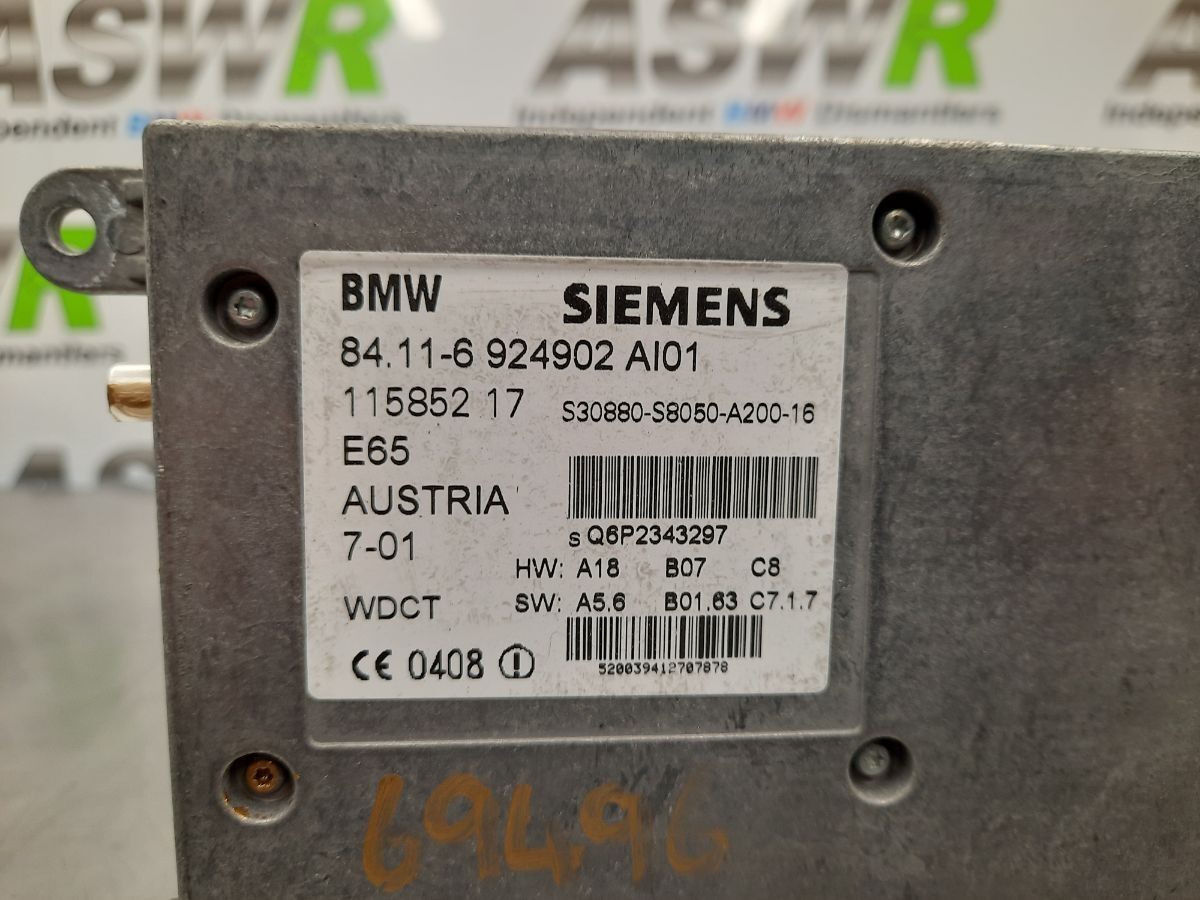 ASWR
ASWR
Independent BMW Dismantlers
BMW
SIEMENS
84.11-6 924902 AI01
115852 17
S30880-S8050-A200-16
E65
AUSTRIA
7-01
S Q6P2343297
HW: A18 B07 C8
WDCT
SW: A5.6 B01.63 C7.1.7
CE 0408
520039412707878
69496